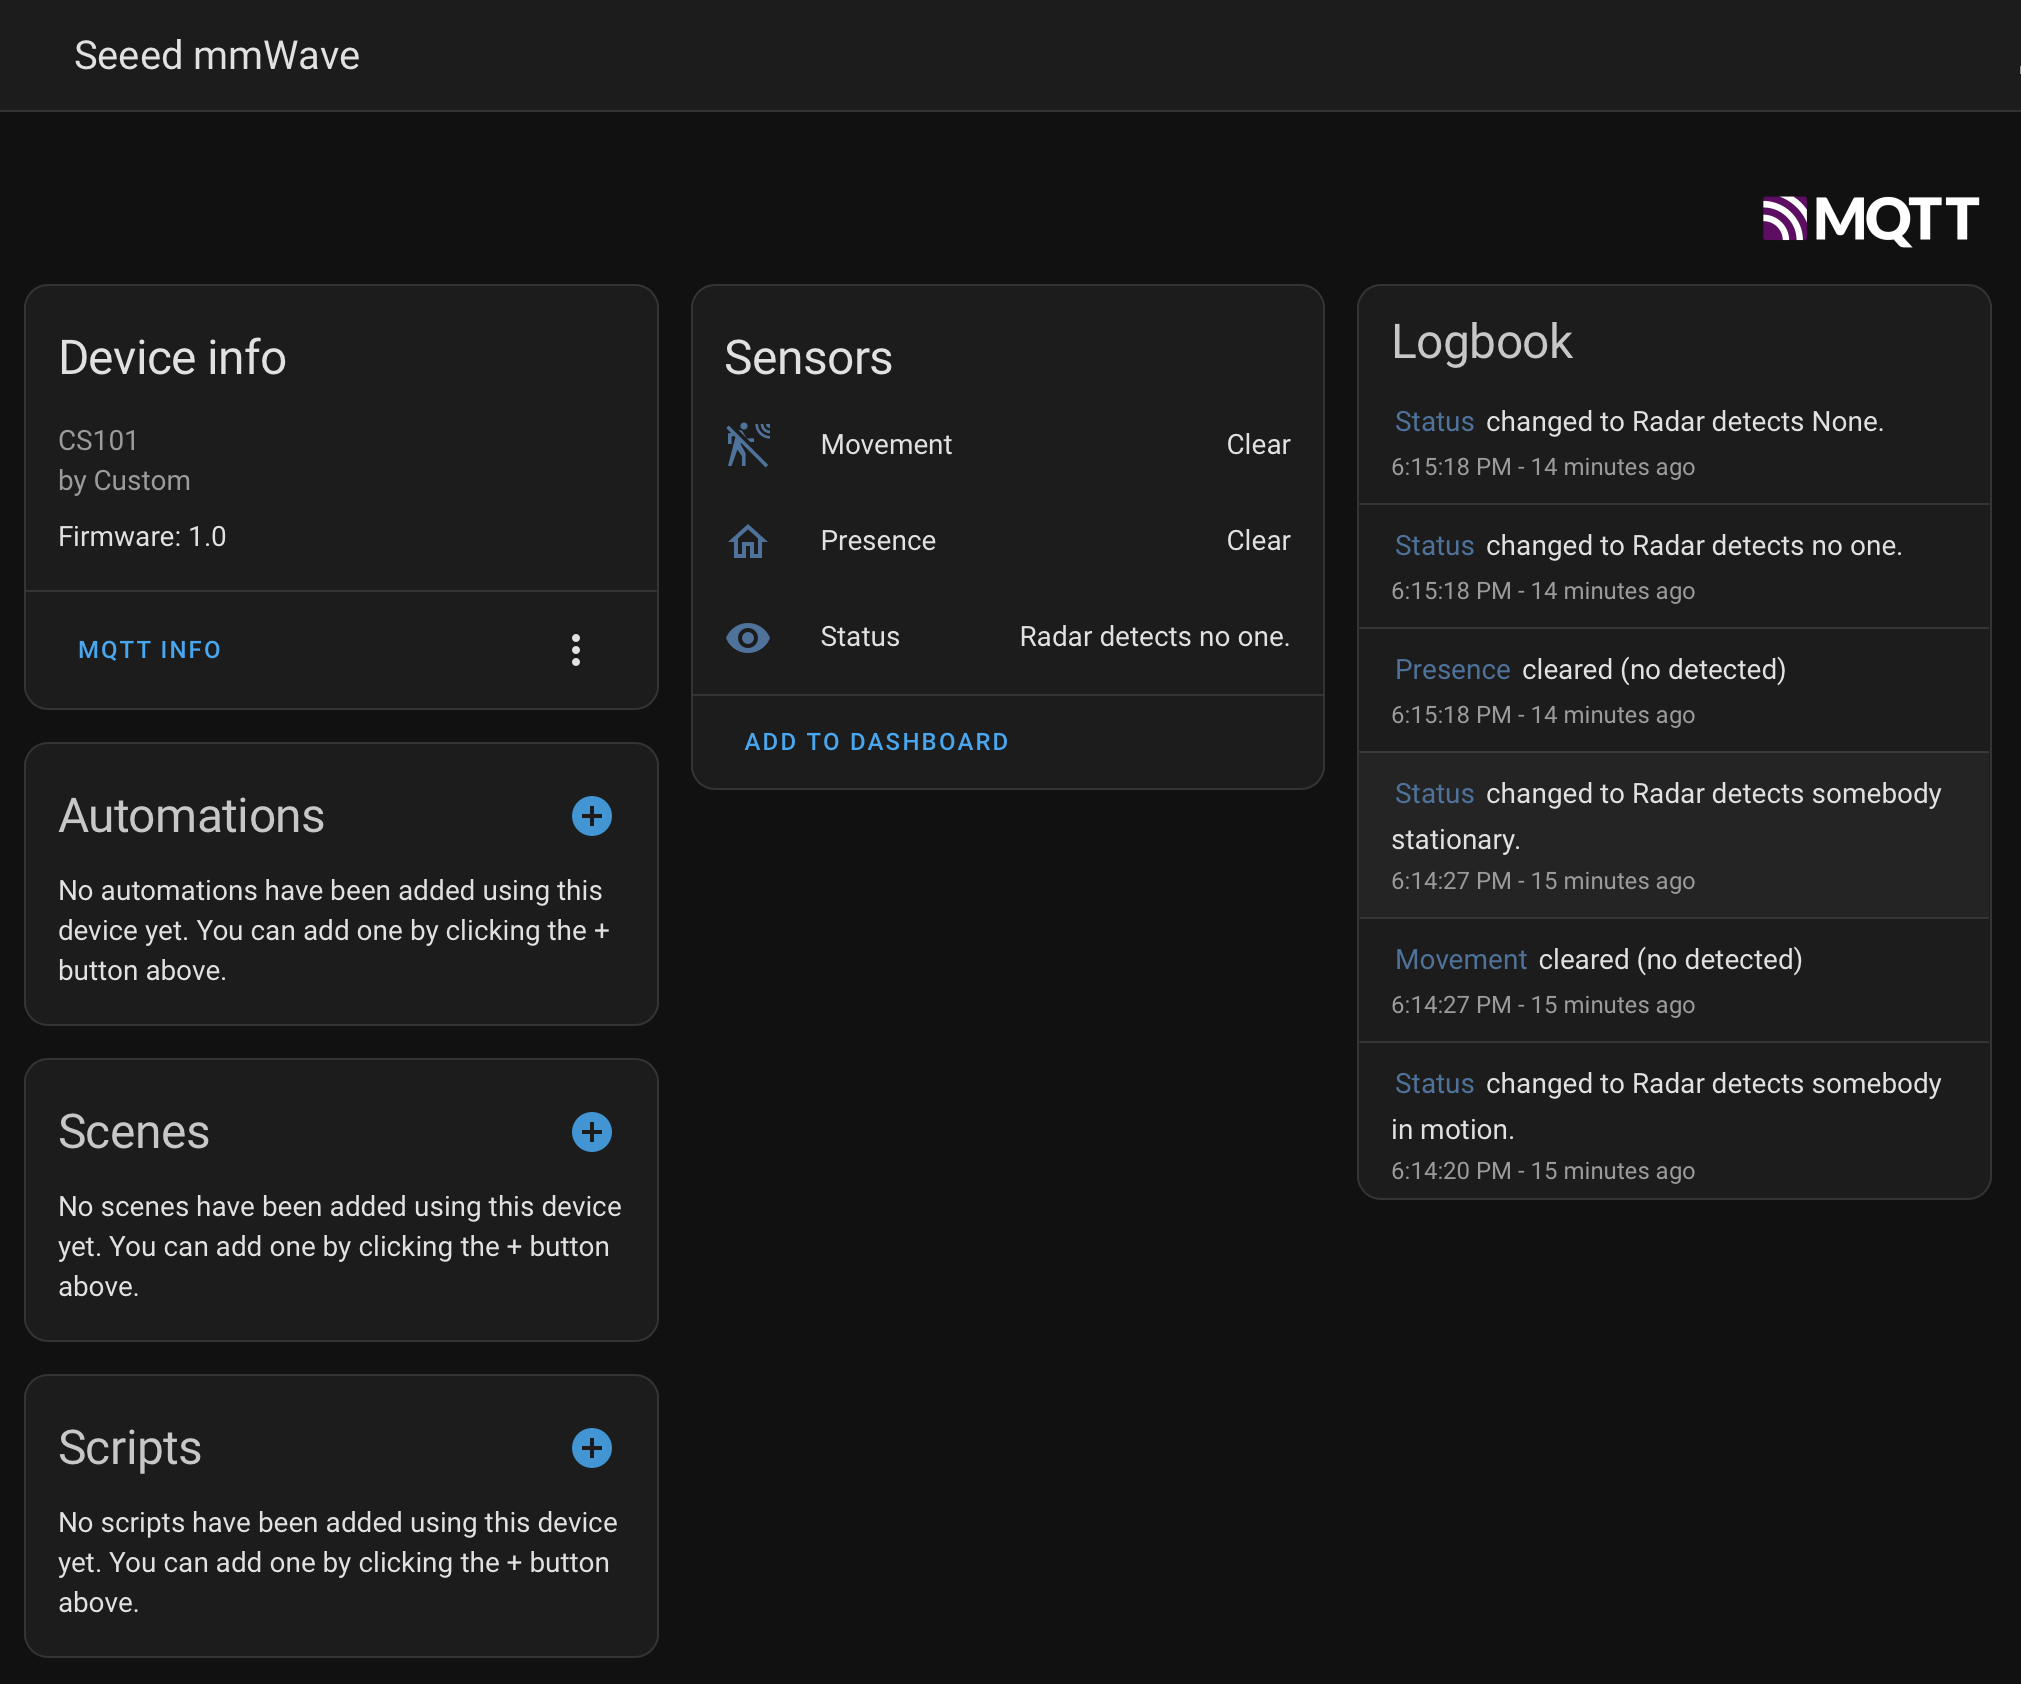 Seeed mmWave
MQTT
Device info
CS101
by Custom
Firmware: 1.0
MQTT INFO
Automations
No automations have been added using this
device yet. You can add one by clicking the +
button above.
Scenes
No scenes have been added using this device
yet. You can add one by clicking the + button
above.
Scripts
No scripts have been added using this device
yet. You can add one by clicking the + button
above.
Sensors
Movement Clear
Presence Clear
Status Radar detects no one.
ADD TO DASHBOARD
Logbook
Status changed to Radar detects None.
6:15:18 PM - 14 minutes ago
Status changed to Radar detects no one.
6:15:18 PM - 14 minutes ago
Presence cleared (no detected)
6:15:18 PM - 14 minutes ago
Status changed to Radar detects somebody
stationary.
6:14:27 PM - 15 minutes ago
Movement cleared (no detected)
6:14:27 PM - 15 minutes ago
Status changed to Radar detects somebody
in motion.
6:14:20 PM - 15 minutes ago